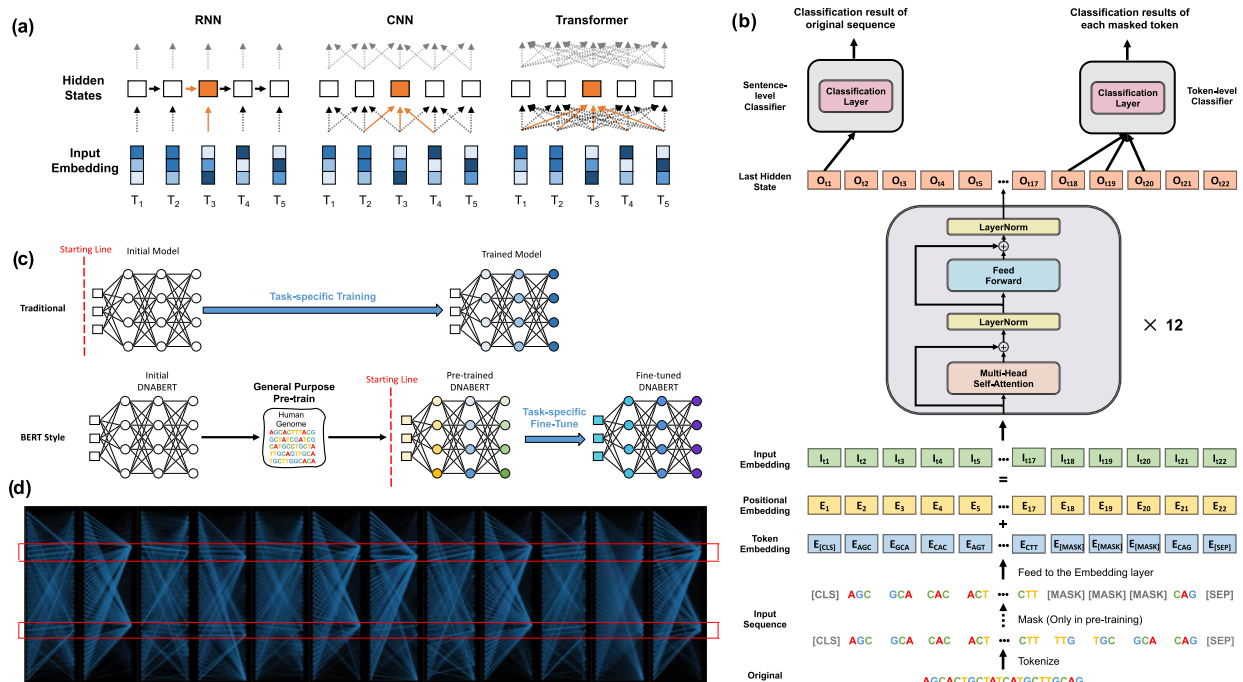 (a)
RNN
CNN
Transformer
Hidden
States
Input
Embedding
T1 T2 T3 T4 T5
T1 T2 T3 T4 T5
T1 T2 T3 T4 T5
(c)
Starting Line
Initial Model
Trained Model
Traditional
Task-specific Training
Initial
DNABERT
General Purpose
Pre-train
Starting Line
Pre-trained
DNABERT
Fine-tuned
DNABERT
BERT Style
Human
Genome
AGCACTTTACG
GCTATCGATCG
CATGCCTGCTA
TTGCAGTTGCA
TGCTTGGCACA
Task-specific
Fine-Tune
(d)
(b)
Classification result of
original sequence
Classification results of
each masked token
Sentence-
level
Classifier
Classification
Layer
Classification
Layer
Token-level
Classifier
Last Hidden
State
Ot1 Ot2 Ot3 Ot4 Ot5 ••• Ot17 Ot18 Ot19 Ot20 Ot21 Ot22
LayerNorm
+
Feed
Forward
LayerNorm
+
Multi-Head
Self-Attention
× 12
Input
Embedding
It1 It2 It3 It4 It5 ••• It17 It18 It19 It20 It21 It22
=
Positional
Embedding
E1 E2 E3 E4 E5 ••• E17 E18 E19 E20 E21 E22
+
Token
Embedding
E[CLS] EAGC EGCA ECAC EAGT ••• ECTT E[MASK] E[MASK] E[MASK] ECAG E[SEP]
Feed to the Embedding layer
[CLS] AGC GCA CAC ACT ••• CTT [MASK] [MASK] [MASK] CAG [SEP]
Input
Sequence
Mask (Only in pre-training)
[CLS] AGC GCA CAC ACT ••• CTT TTG TGC GCA CAG [SEP]
Tokenize
Original
AGCACTGCTATCATGCTTGCAG